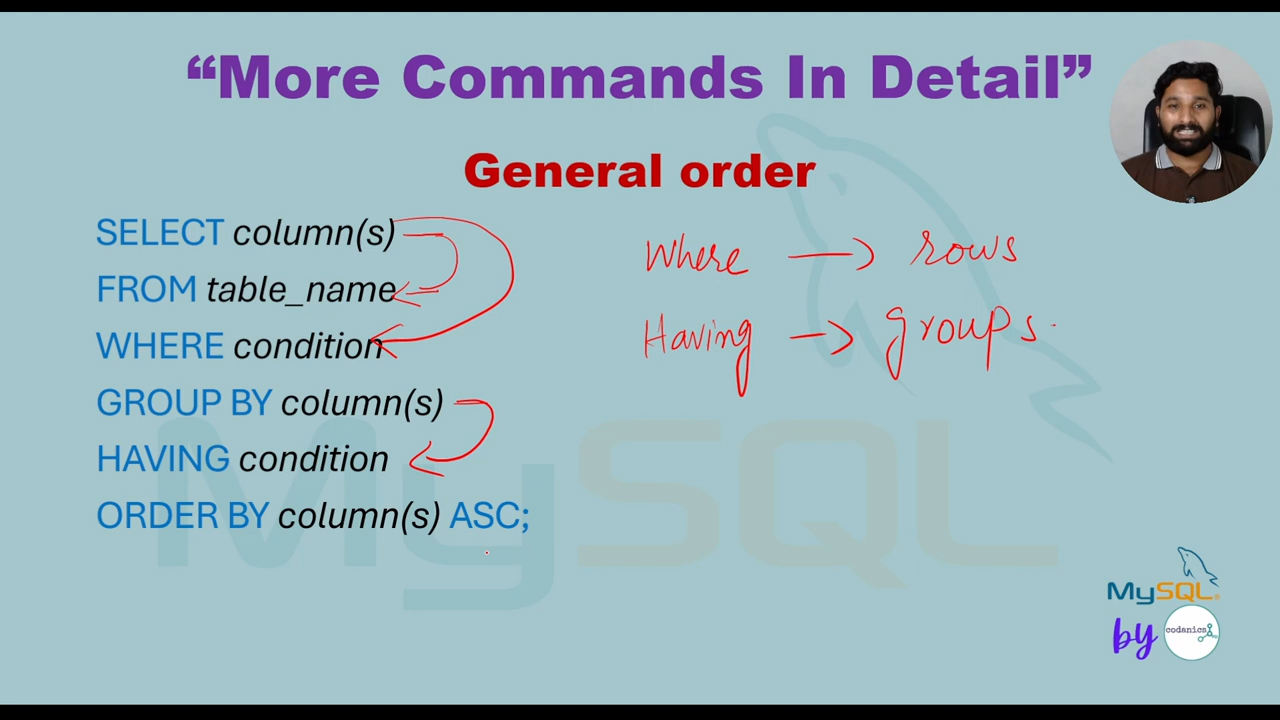 “More Commands In Detail”
General order
SELECT column(s)
FROM table_name
WHERE condition
GROUP BY column(s)
HAVING condition
ORDER BY column(s) ASC;
Where → rows
Having → groups.
MySQL
MySQL®
by codanics